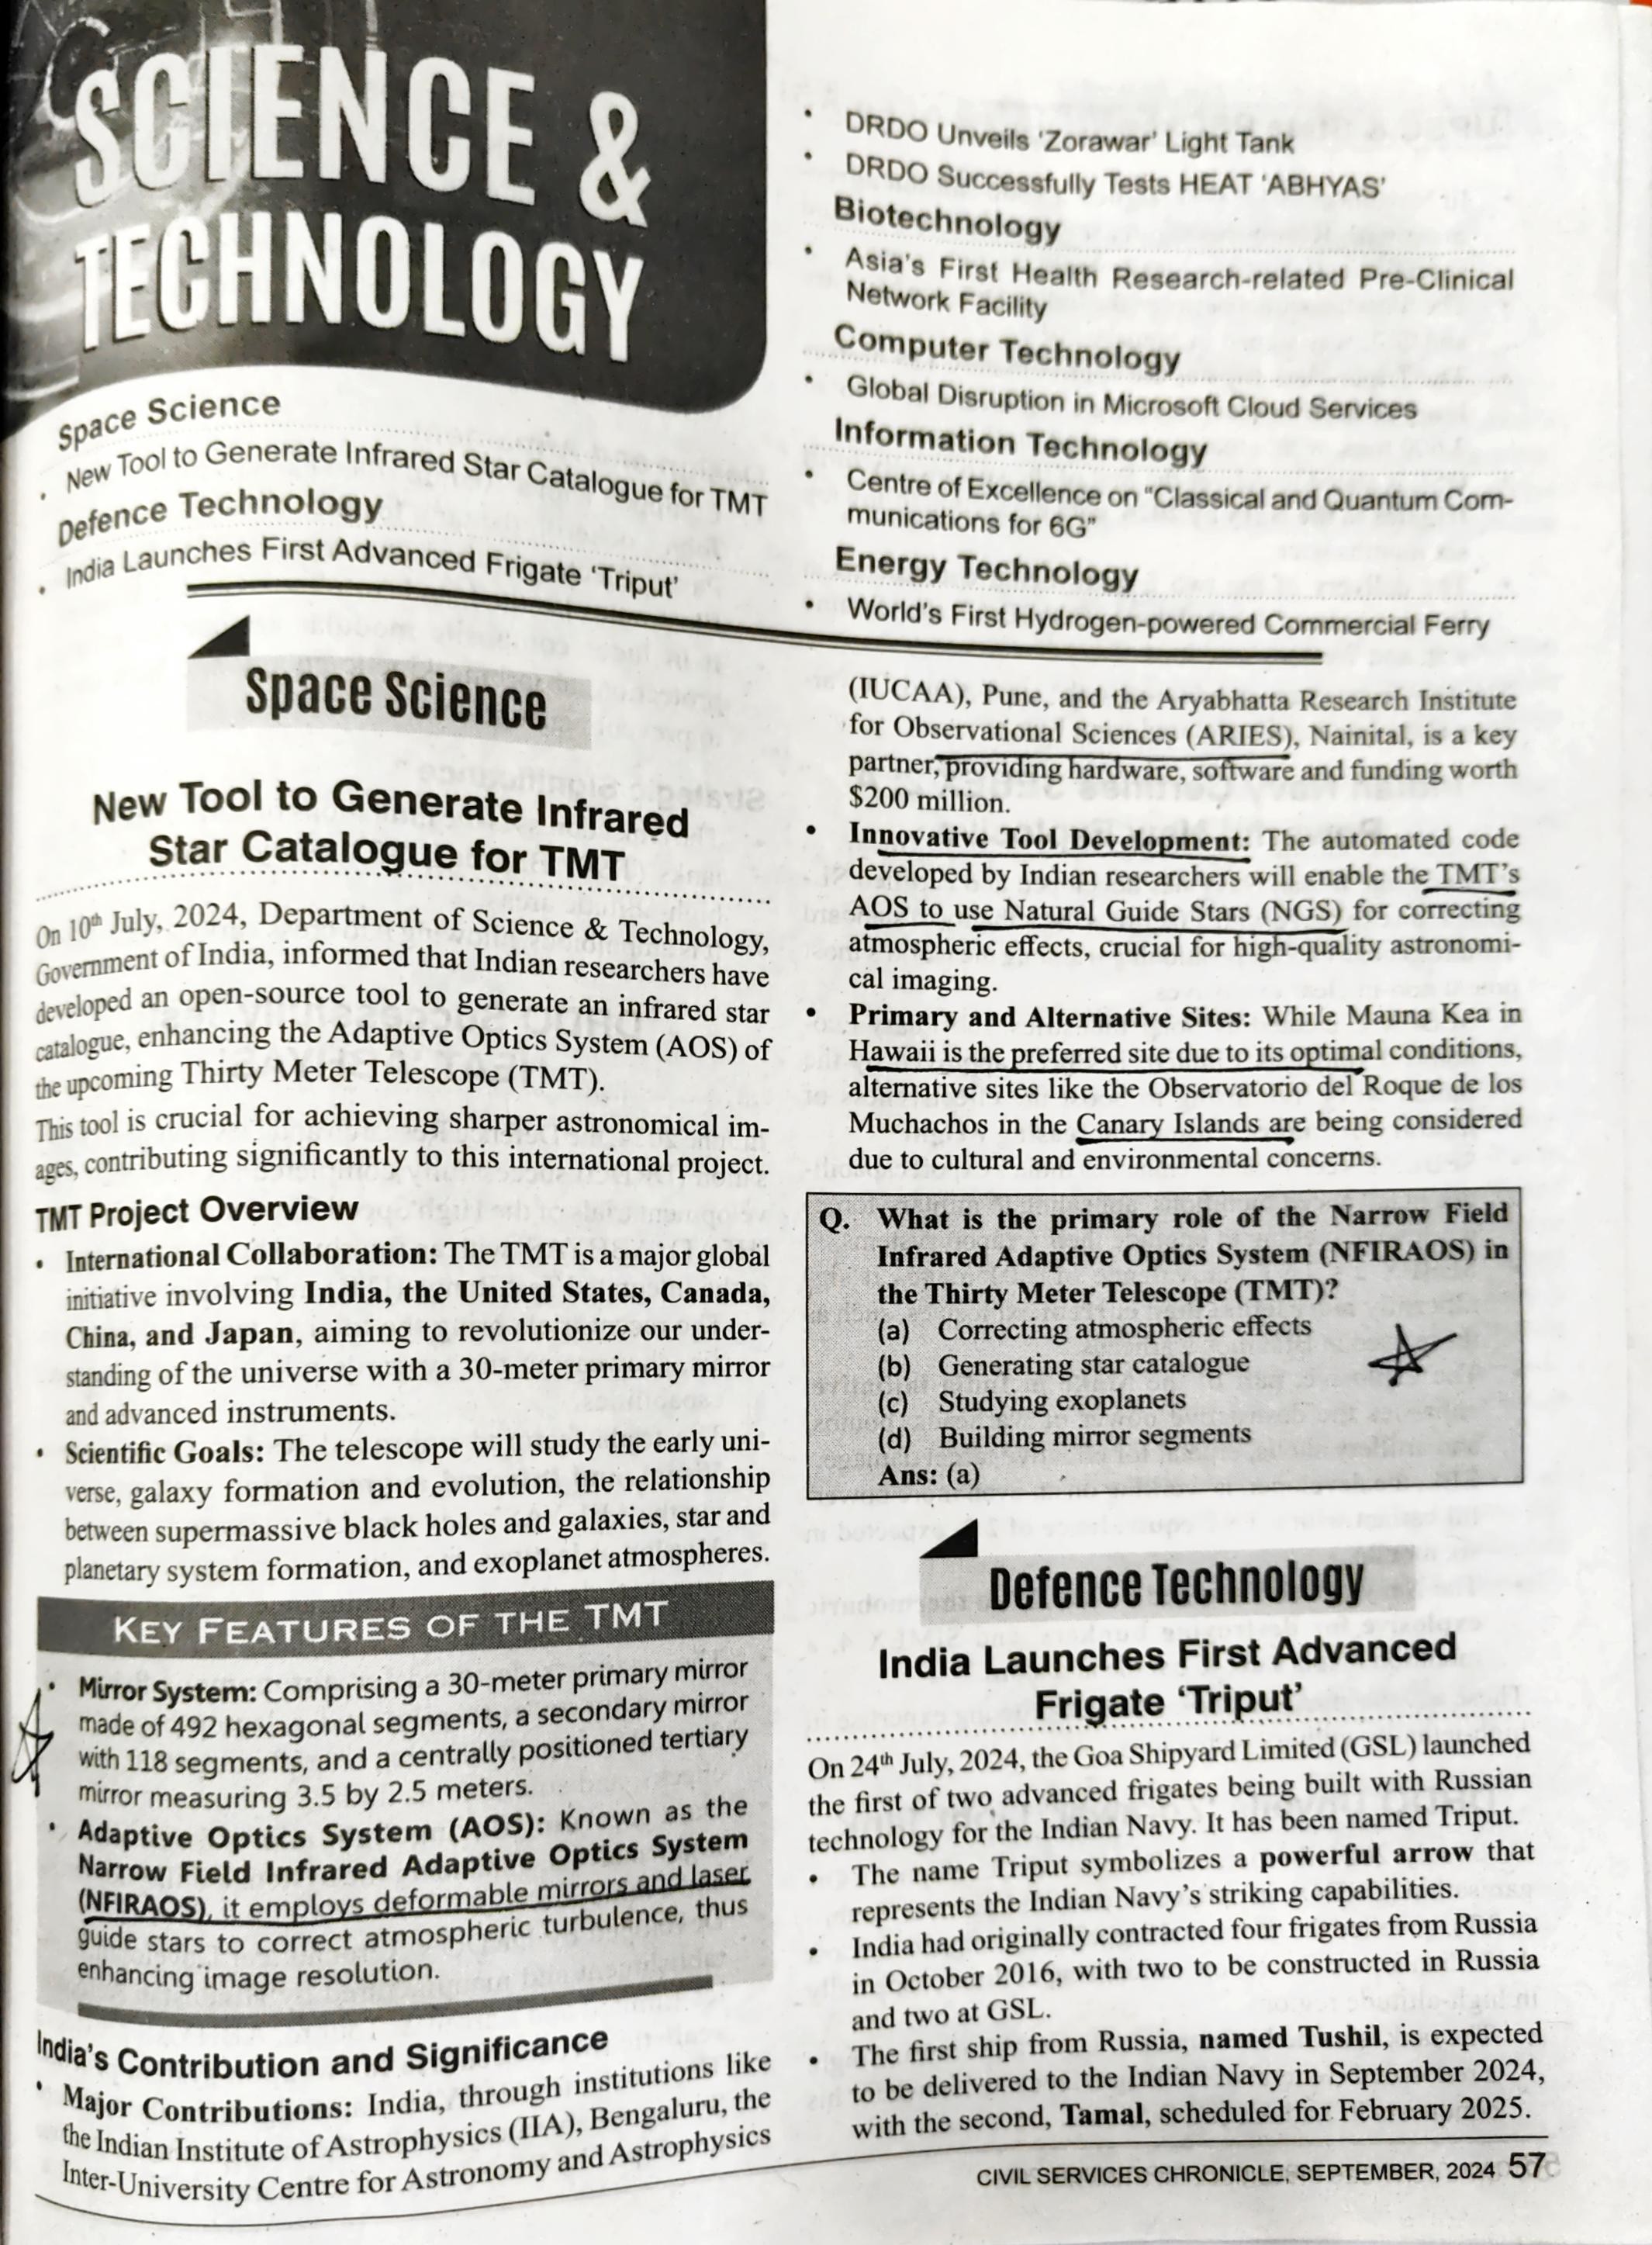 SCIENCE &
TECHNOLOGY
Space Science
• New Tool to Generate Infrared Star Catalogue for TMT
Defence Technology
• India Launches First Advanced Frigate ‘Triput’
• DRDO Unveils ‘Zorawar’ Light Tank
• DRDO Successfully Tests HEAT ‘ABHYAS’
Biotechnology
• Asia’s First Health Research-related Pre-Clinical
Network Facility
Computer Technology
• Global Disruption in Microsoft Cloud Services
Information Technology
• Centre of Excellence on “Classical and Quantum Com-
munications for 6G”
Energy Technology
• World’s First Hydrogen-powered Commercial Ferry
Space Science
New Tool to Generate Infrared
Star Catalogue for TMT
On 10th July, 2024, Department of Science & Technology,
Government of India, informed that Indian researchers have
developed an open-source tool to generate an infrared star
catalogue, enhancing the Adaptive Optics System (AOS) of
the upcoming Thirty Meter Telescope (TMT).
This tool is crucial for achieving sharper astronomical im-
ages, contributing significantly to this international project.
TMT Project Overview
• International Collaboration: The TMT is a major global
initiative involving India, the United States, Canada,
China, and Japan, aiming to revolutionize our under-
standing of the universe with a 30-meter primary mirror
and advanced instruments.
• Scientific Goals: The telescope will study the early uni-
verse, galaxy formation and evolution, the relationship
between supermassive black holes and galaxies, star and
planetary system formation, and exoplanet atmospheres.
KEY FEATURES OF THE TMT
• Mirror System: Comprising a 30-meter primary mirror
made of 492 hexagonal segments, a secondary mirror
with 118 segments, and a centrally positioned tertiary
mirror measuring 3.5 by 2.5 meters.
• Adaptive Optics System (AOS): Known as the
Narrow Field Infrared Adaptive Optics System
(NFIRAOS), it employs deformable mirrors and laser
guide stars to correct atmospheric turbulence, thus
enhancing image resolution.
India’s Contribution and Significance
• Major Contributions: India, through institutions like
the Indian Institute of Astrophysics (IIA), Bengaluru, the
Inter-University Centre for Astronomy and Astrophysics
(IUCAA), Pune, and the Aryabhatta Research Institute
for Observational Sciences (ARIES), Nainital, is a key
partner, providing hardware, software and funding worth
$200 million.
• Innovative Tool Development: The automated code
developed by Indian researchers will enable the TMT’s
AOS to use Natural Guide Stars (NGS) for correcting
atmospheric effects, crucial for high-quality astronomi-
cal imaging.
• Primary and Alternative Sites: While Mauna Kea in
Hawaii is the preferred site due to its optimal conditions,
alternative sites like the Observatorio del Roque de los
Muchachos in the Canary Islands are being considered
due to cultural and environmental concerns.
Q. What is the primary role of the Narrow Field
Infrared Adaptive Optics System (NFIRAOS) in
the Thirty Meter Telescope (TMT)?
(a) Correcting atmospheric effects
(b) Generating star catalogue
(c) Studying exoplanets
(d) Building mirror segments
Ans: (a)
Defence Technology
India Launches First Advanced
Frigate ‘Triput’
On 24th July, 2024, the Goa Shipyard Limited (GSL) launched
the first of two advanced frigates being built with Russian
technology for the Indian Navy. It has been named Triput.
• The name Triput symbolizes a powerful arrow that
represents the Indian Navy’s striking capabilities.
• India had originally contracted four frigates from Russia
in October 2016, with two to be constructed in Russia
and two at GSL.
• The first ship from Russia, named Tushil, is expected
to be delivered to the Indian Navy in September 2024,
with the second, Tamal, scheduled for February 2025.
CIVIL SERVICES CHRONICLE, SEPTEMBER, 2024 57